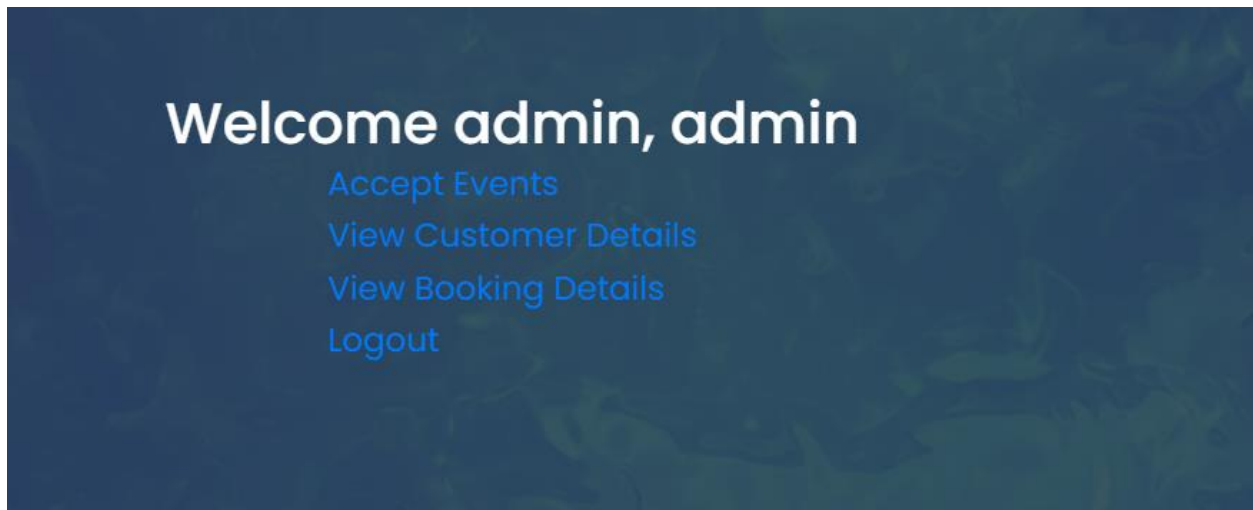 Welcome admin, admin
Accept Events
View Customer Details
View Booking Details
Logout